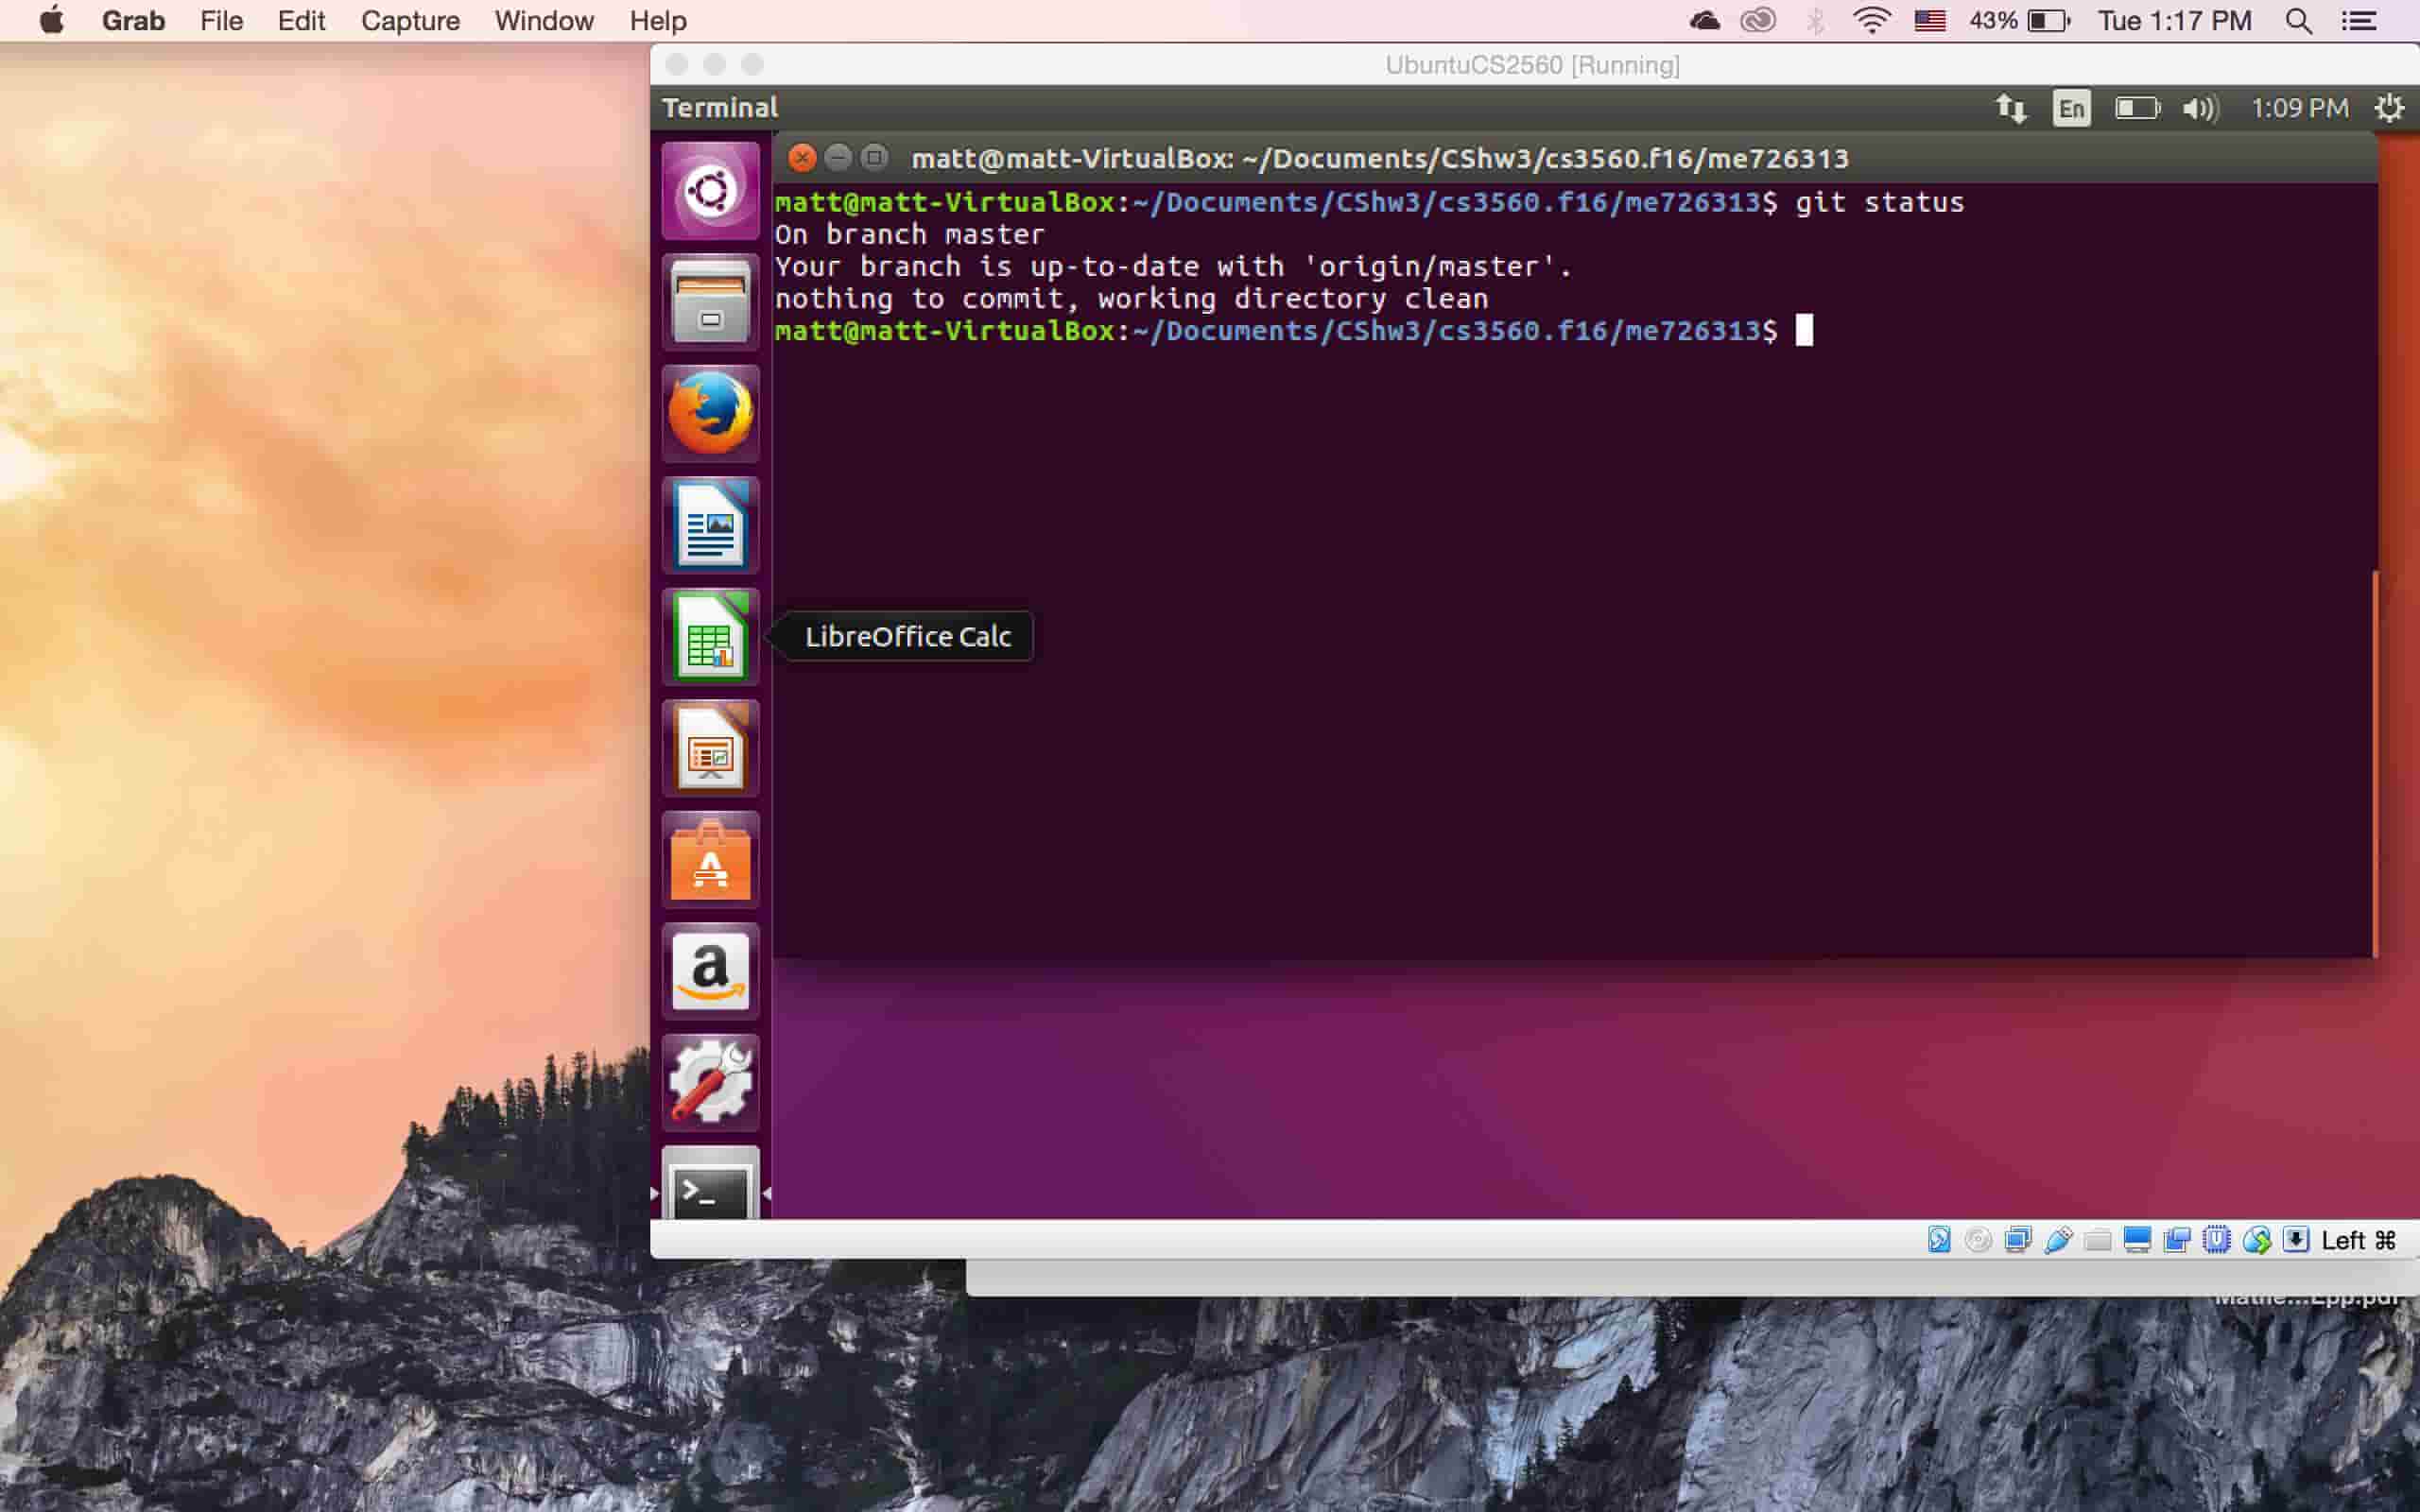 Grab File Edit Capture Window Help 43% Tue 1:17 PM
UbuntuCS2560 [Running]
Terminal En 1:09 PM
matt@matt-VirtualBox: ~/Documents/CShw3/cs3560.f16/me726313
matt@matt-VirtualBox:~/Documents/CShw3/cs3560.f16/me726313$ git status
On branch master
Your branch is up-to-date with 'origin/master'.
nothing to commit, working directory clean
matt@matt-VirtualBox:~/Documents/CShw3/cs3560.f16/me726313$
LibreOffice Calc
Left ⌘
Mathe...Epp.pdf